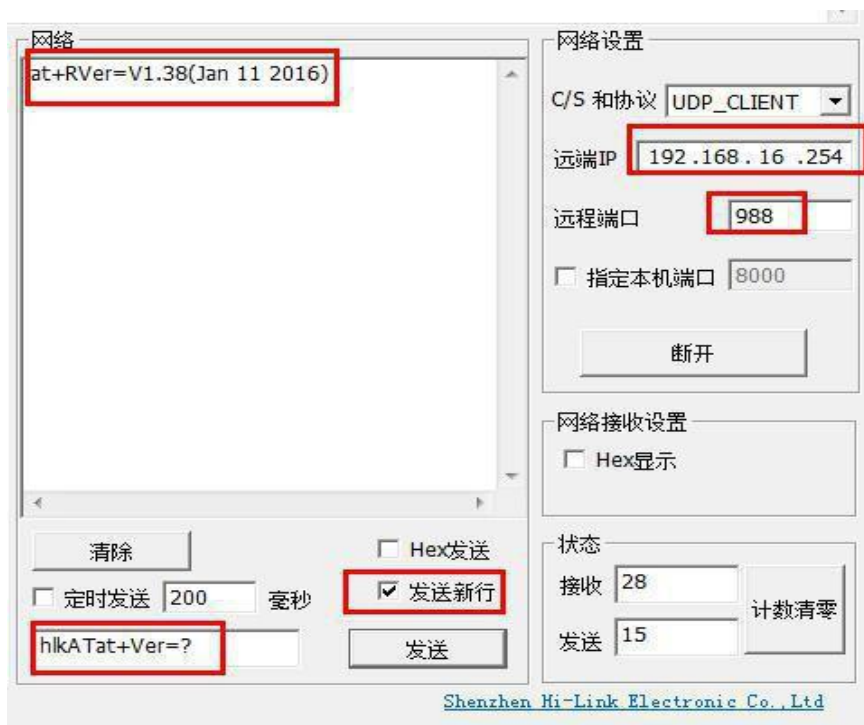 网络
at+RVer=V1.38(Jan 11 2016)
清除
Hex发送
定时发送 200 毫秒
发送新行
hlkATat+Ver=?
发送
网络设置
C/S 和协议 UDP_CLIENT
远端IP 192 .168 . 16 .254
远程端口 988
指定本机端口 8000
断开
网络接收设置
Hex显示
状态
接收 28
发送 15
计数清零
Shenzhen Hi-Link Electronic Co.,Ltd